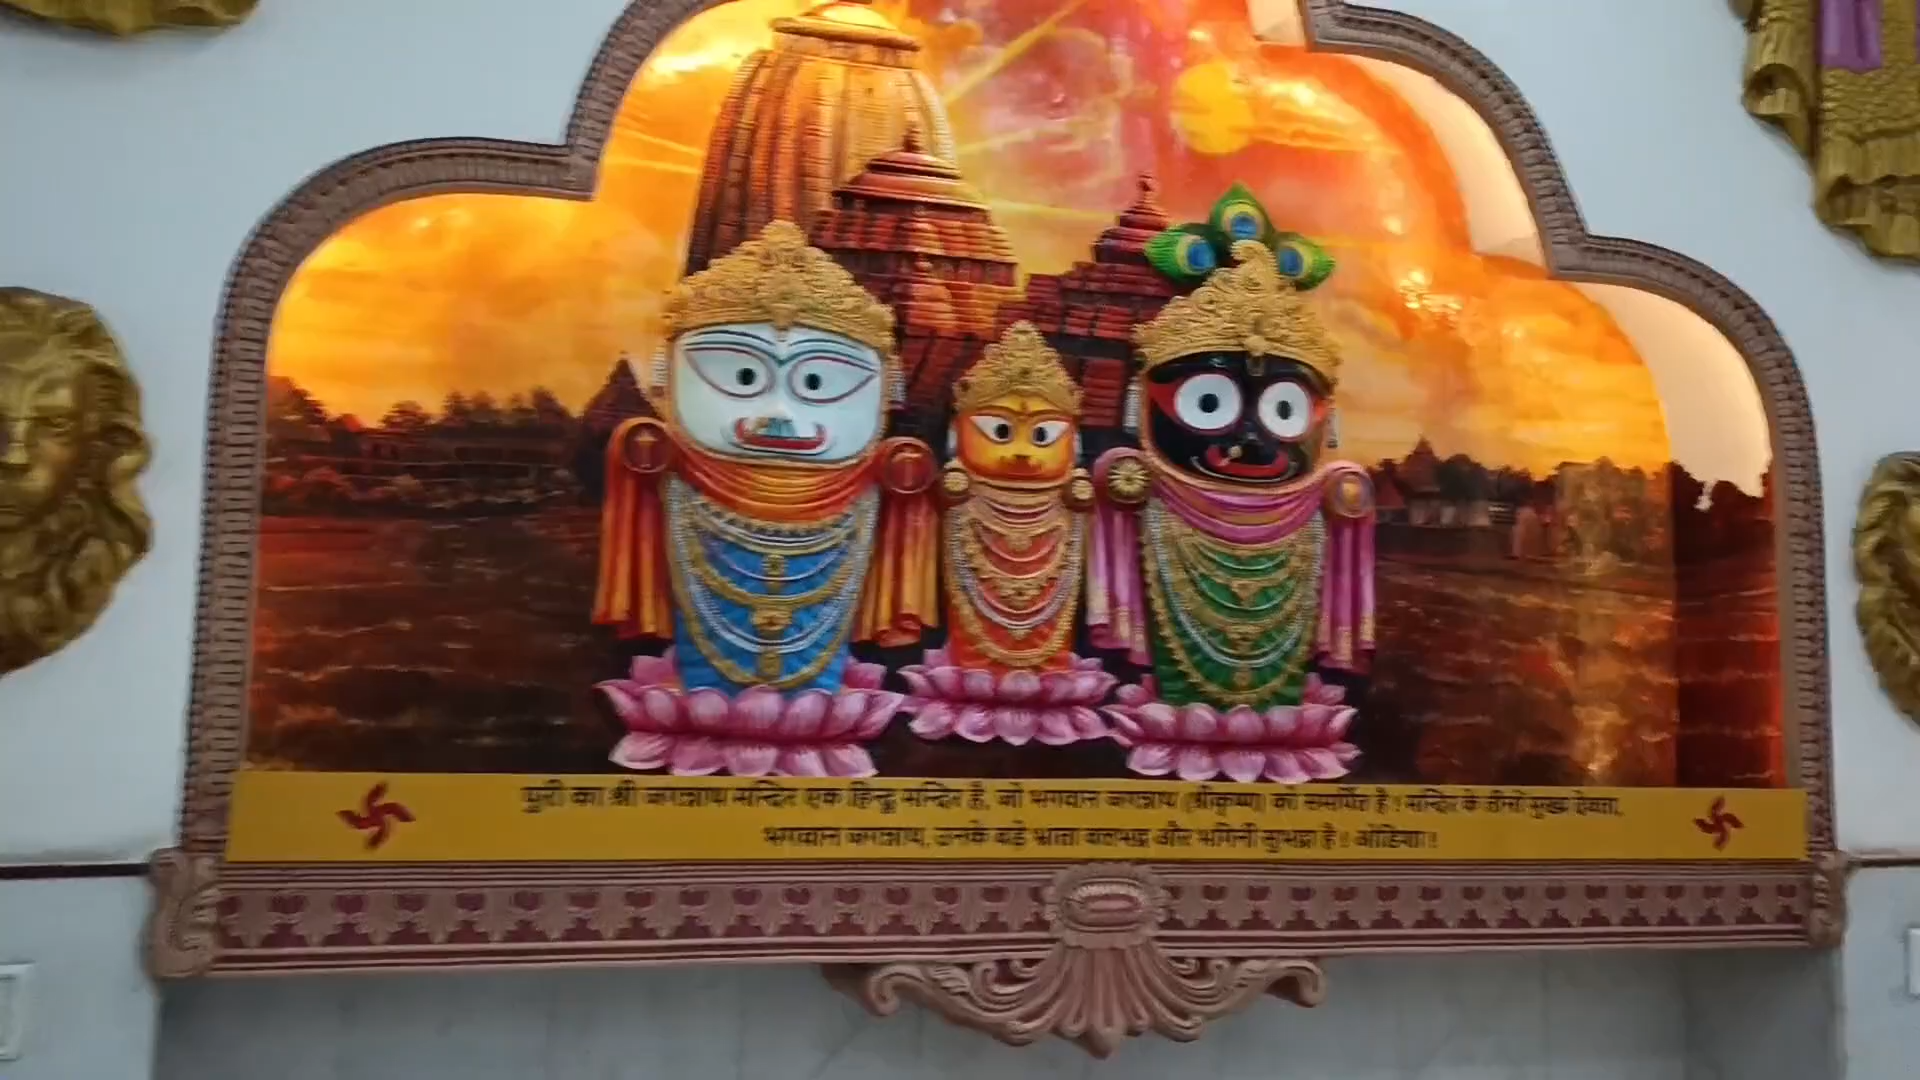 पुरी का श्री जगन्नाथ मन्दिर एक हिन्दू मन्दिर है, जो भगवान जगन्नाथ (श्रीकृष्ण) को समर्पित है। मन्दिर के तीनों मुख्य देवता,
भगवान जगन्नाथ, उनके बड़े भ्राता बलभद्र और भगिनी सुभद्रा है। ओडिशा।